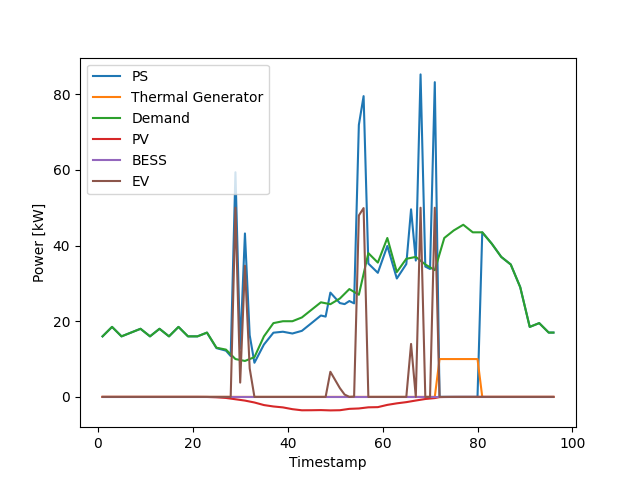 PS
Thermal Generator
Demand
PV
BESS
EV
Power [kW]
80
60
40
20
0
0 20 40 60 80 100
Timestamp